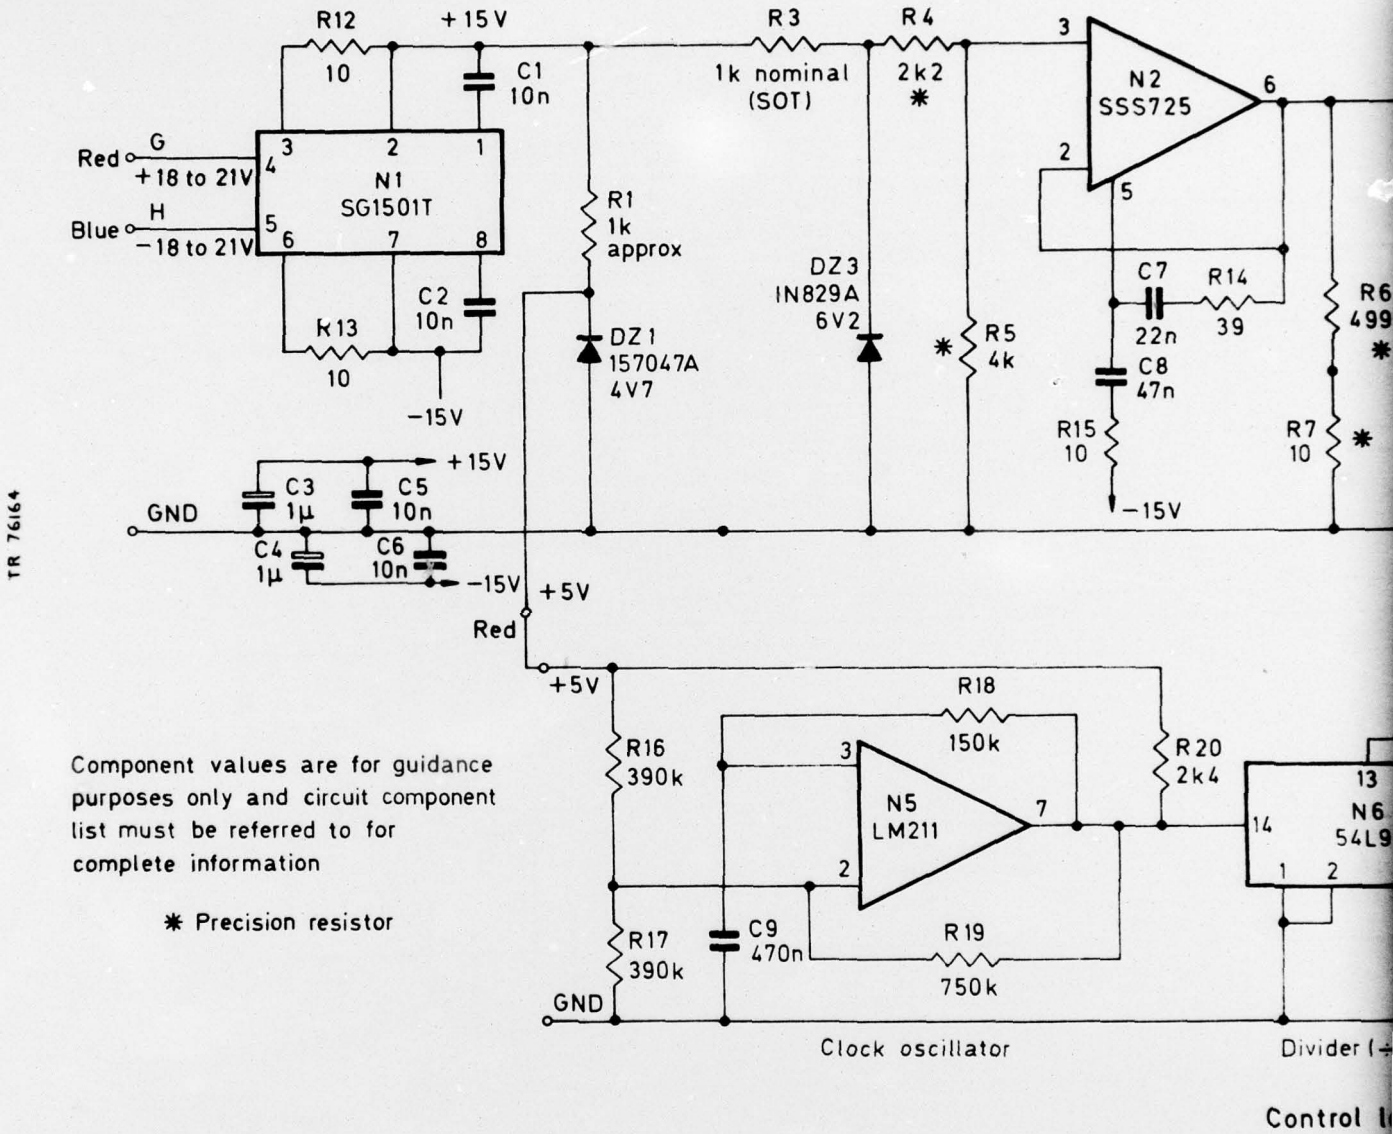 R12
10
+15V
C1
10n
R3
1k nominal
(SOT)
R4
2k2
*
3
N2
SSS725
6
2
5
Red
G
+18 to 21V
Blue
H
-18 to 21V
3
2
1
4
N1
SG1501T
5
6
7
8
R1
1k
approx
C2
10n
R13
10
-15V
DZ1
1S7047A
4V7
DZ3
IN829A
6V2
* R5
4k
C7
22n
R14
39
C8
47n
R15
10
-15V
R6
499
*
R7
10
*
+15V
C3
1µ
C5
10n
GND
C4
1µ
C6
10n
-15V
+5V
Red
+5V
TR 76164
R18
150k
R16
390k
3
N5
LM211
7
2
R20
2k4
13
14
N6
54L9
1
2
R17
390k
C9
470n
R19
750k
GND
Clock oscillator
Divider (÷
Component values are for guidance
purposes only and circuit component
list must be referred to for
complete information
* Precision resistor
Control